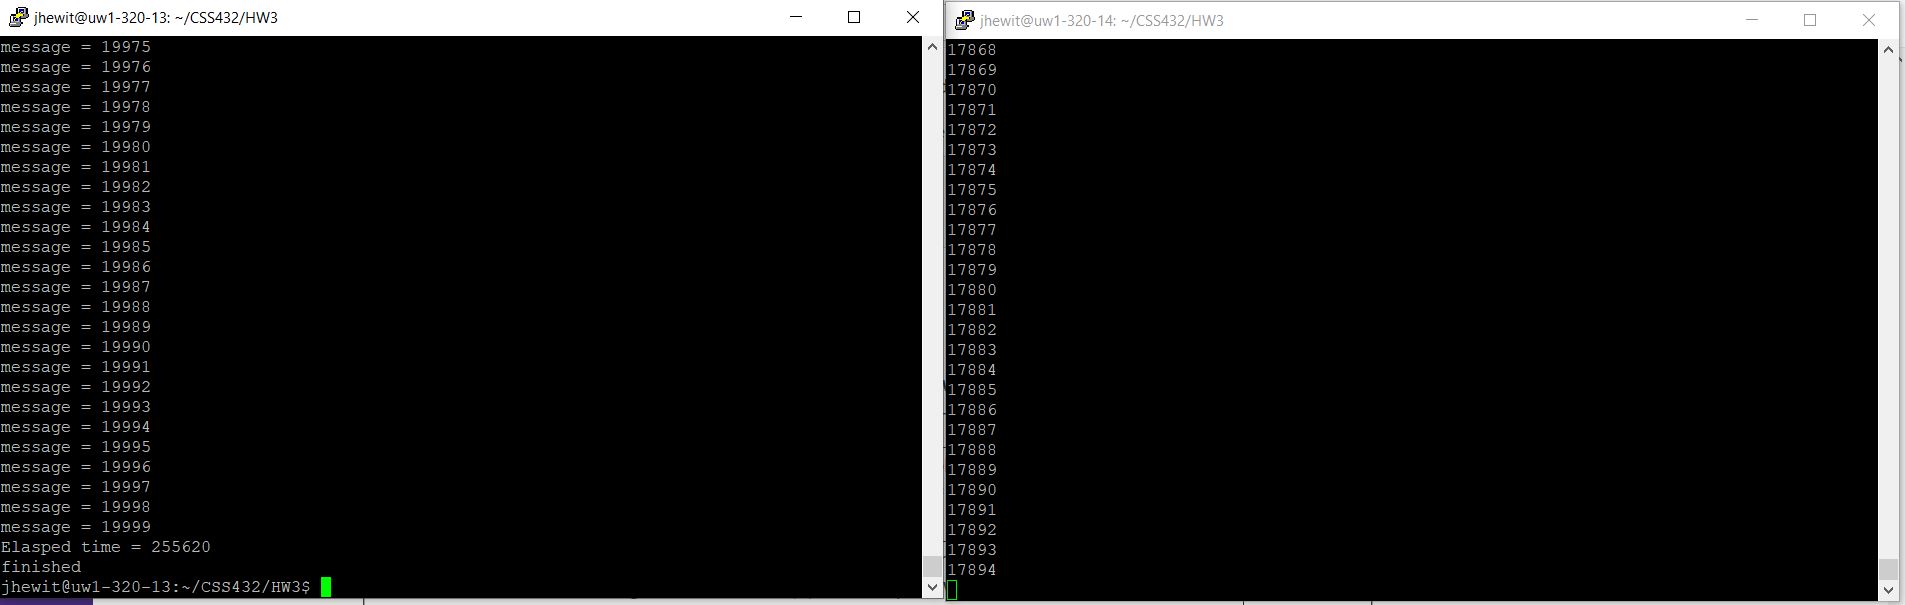 jhewit@uw1-320-13: ~/CSS432/HW3
message = 19975
message = 19976
message = 19977
message = 19978
message = 19979
message = 19980
message = 19981
message = 19982
message = 19983
message = 19984
message = 19985
message = 19986
message = 19987
message = 19988
message = 19989
message = 19990
message = 19991
message = 19992
message = 19993
message = 19994
message = 19995
message = 19996
message = 19997
message = 19998
message = 19999
Elasped time = 255620
finished
jhewit@uw1-320-13:~/CSS432/HW3$
jhewit@uw1-320-14: ~/CSS432/HW3
17868
17869
17870
17871
17872
17873
17874
17875
17876
17877
17878
17879
17880
17881
17882
17883
17884
17885
17886
17887
17888
17889
17890
17891
17892
17893
17894